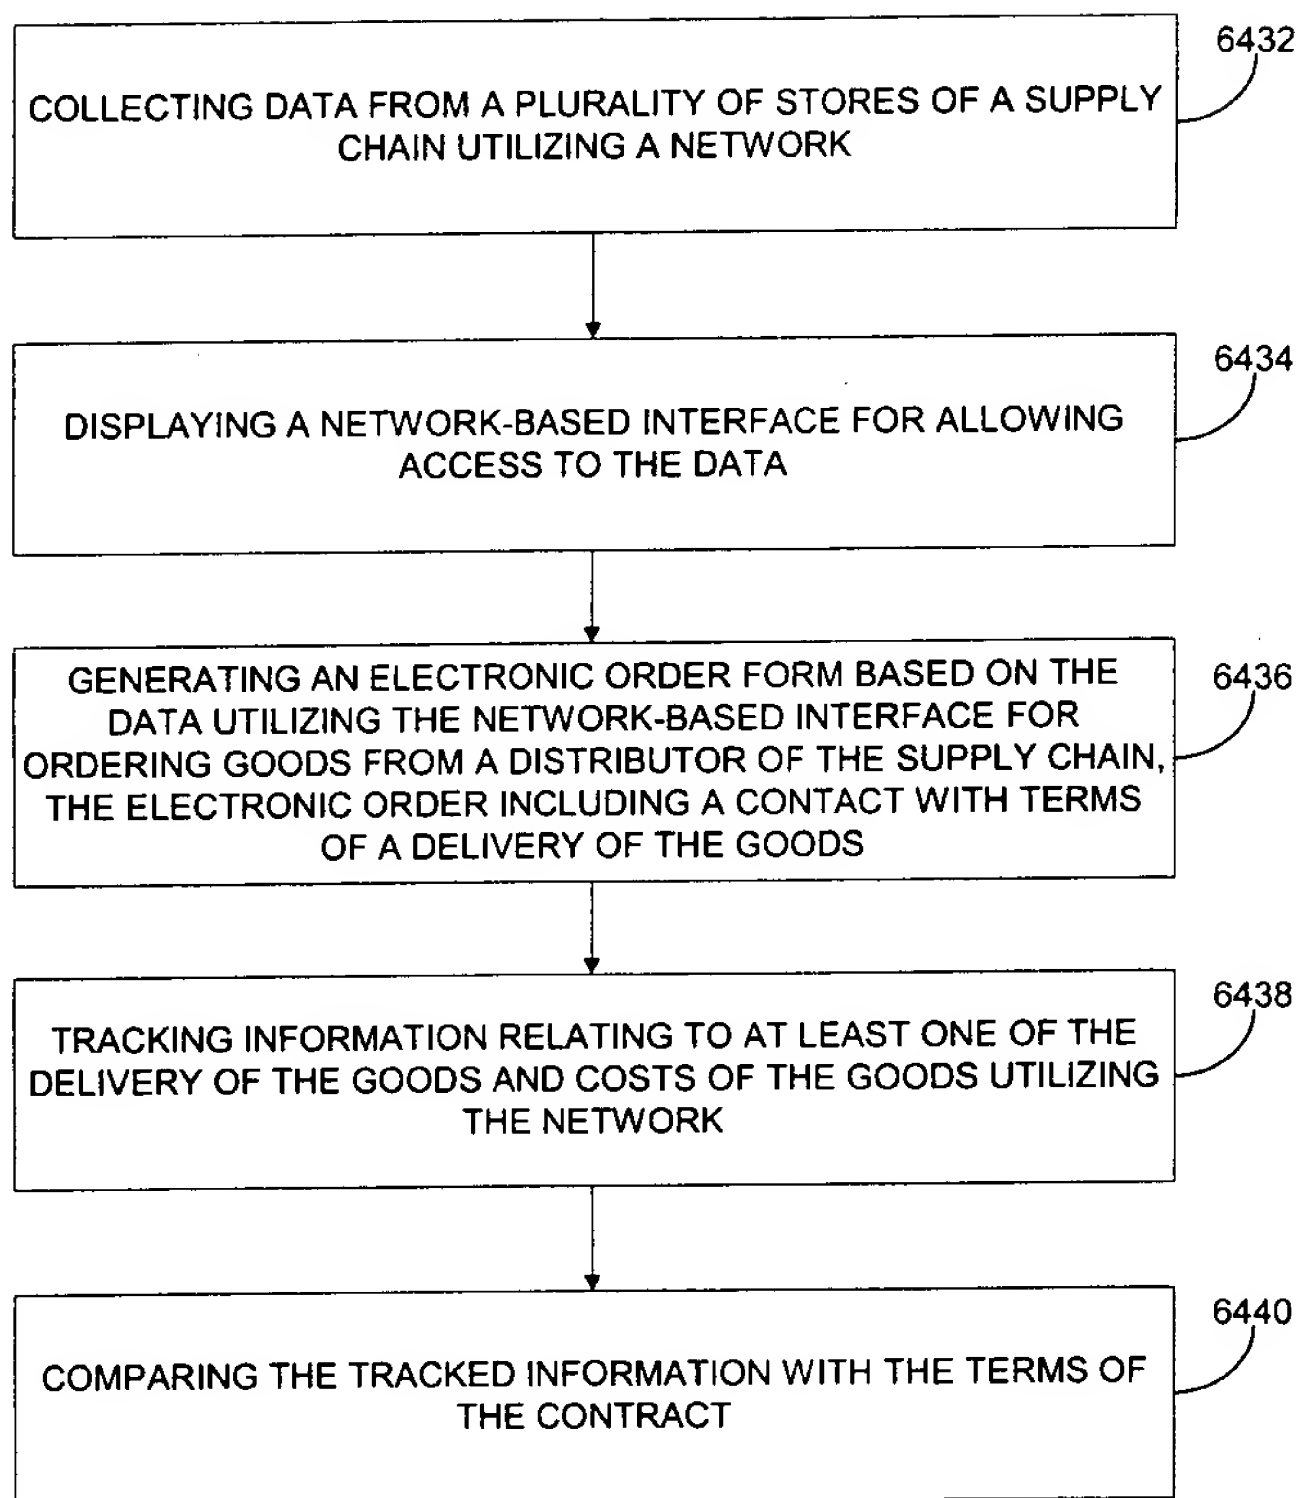 6432
COLLECTING DATA FROM A PLURALITY OF STORES OF A SUPPLY
CHAIN UTILIZING A NETWORK
6434
DISPLAYING A NETWORK-BASED INTERFACE FOR ALLOWING
ACCESS TO THE DATA
6436
GENERATING AN ELECTRONIC ORDER FORM BASED ON THE
DATA UTILIZING THE NETWORK-BASED INTERFACE FOR
ORDERING GOODS FROM A DISTRIBUTOR OF THE SUPPLY CHAIN,
THE ELECTRONIC ORDER INCLUDING A CONTACT WITH TERMS
OF A DELIVERY OF THE GOODS
6438
TRACKING INFORMATION RELATING TO AT LEAST ONE OF THE
DELIVERY OF THE GOODS AND COSTS OF THE GOODS UTILIZING
THE NETWORK
6440
COMPARING THE TRACKED INFORMATION WITH THE TERMS OF
THE CONTRACT